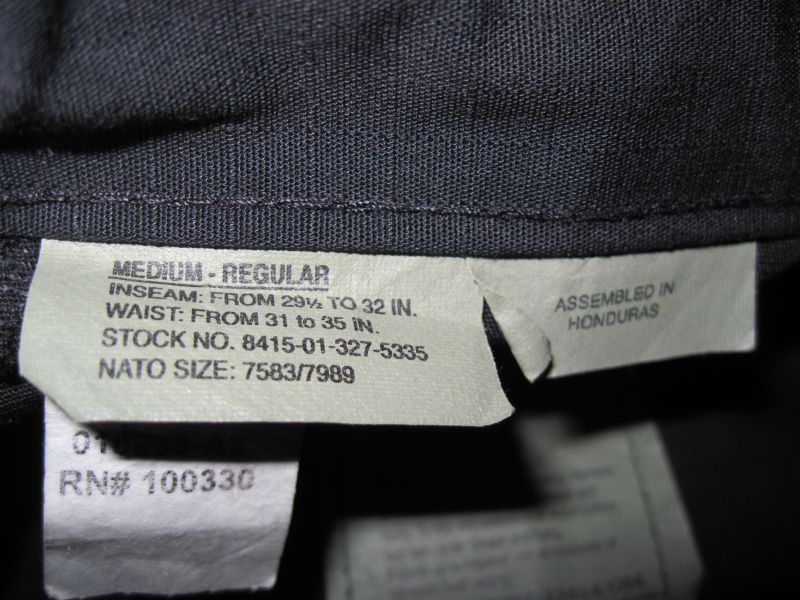 MEDIUM - REGULAR
INSEAM: FROM 29½ TO 32 IN.
WAIST: FROM 31 to 35 IN.
STOCK NO. 8415-01-327-5335
NATO SIZE: 7583/7989
ASSEMBLED IN
HONDURAS
RN# 100330